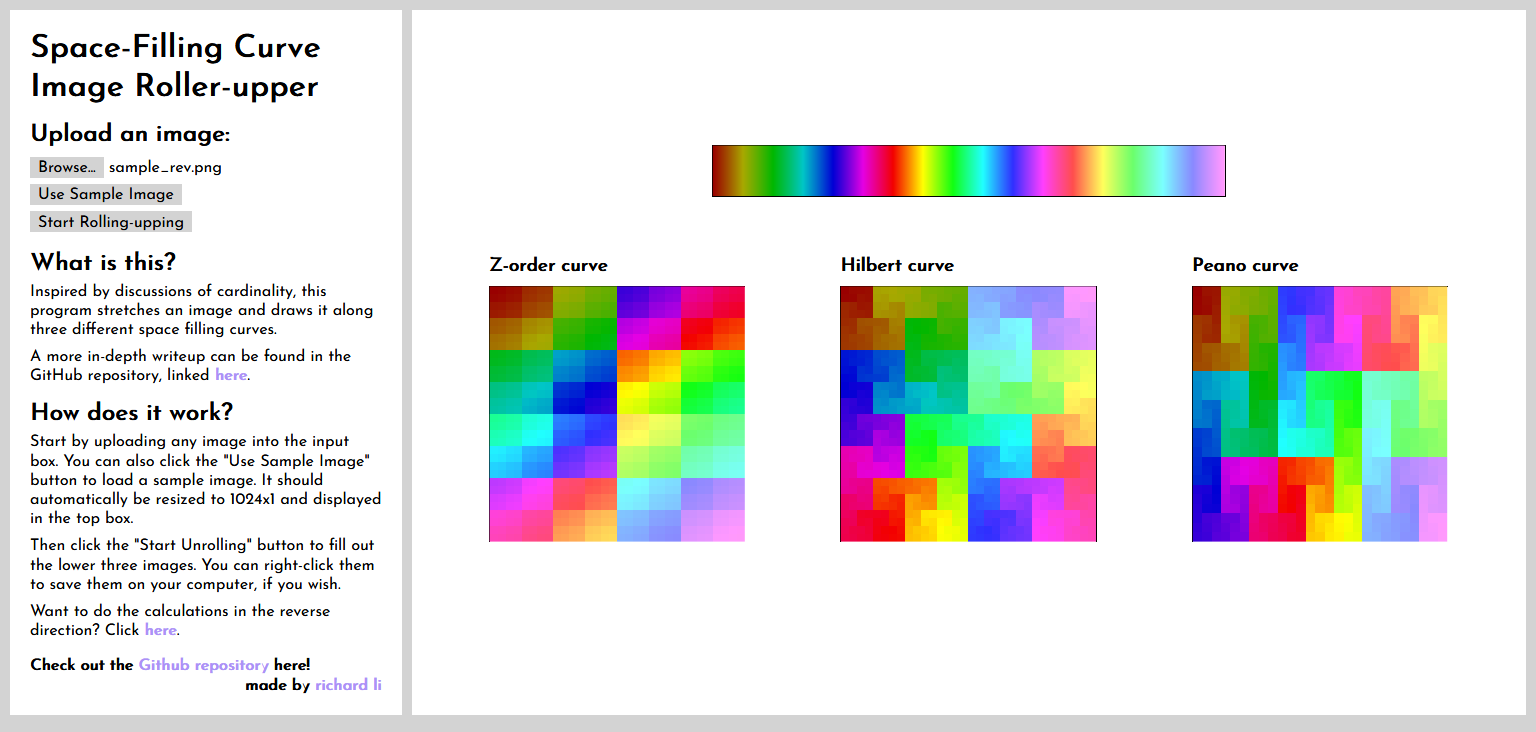 Space-Filling Curve
Image Roller-upper
Upload an image:
Browse... sample_rev.png
Use Sample Image
Start Rolling-upping
What is this?
Inspired by discussions of cardinality, this
program stretches an image and draws it along
three different space filling curves.
A more in-depth writeup can be found in the
GitHub repository, linked here.
How does it work?
Start by uploading any image into the input
box. You can also click the "Use Sample Image"
button to load a sample image. It should
automatically be resized to 1024x1 and displayed
in the top box.
Then click the "Start Unrolling" button to fill out
the lower three images. You can right-click them
to save them on your computer, if you wish.
Want to do the calculations in the reverse
direction? Click here.
Check out the Github repository here!
made by richard li
Z-order curve
Hilbert curve
Peano curve